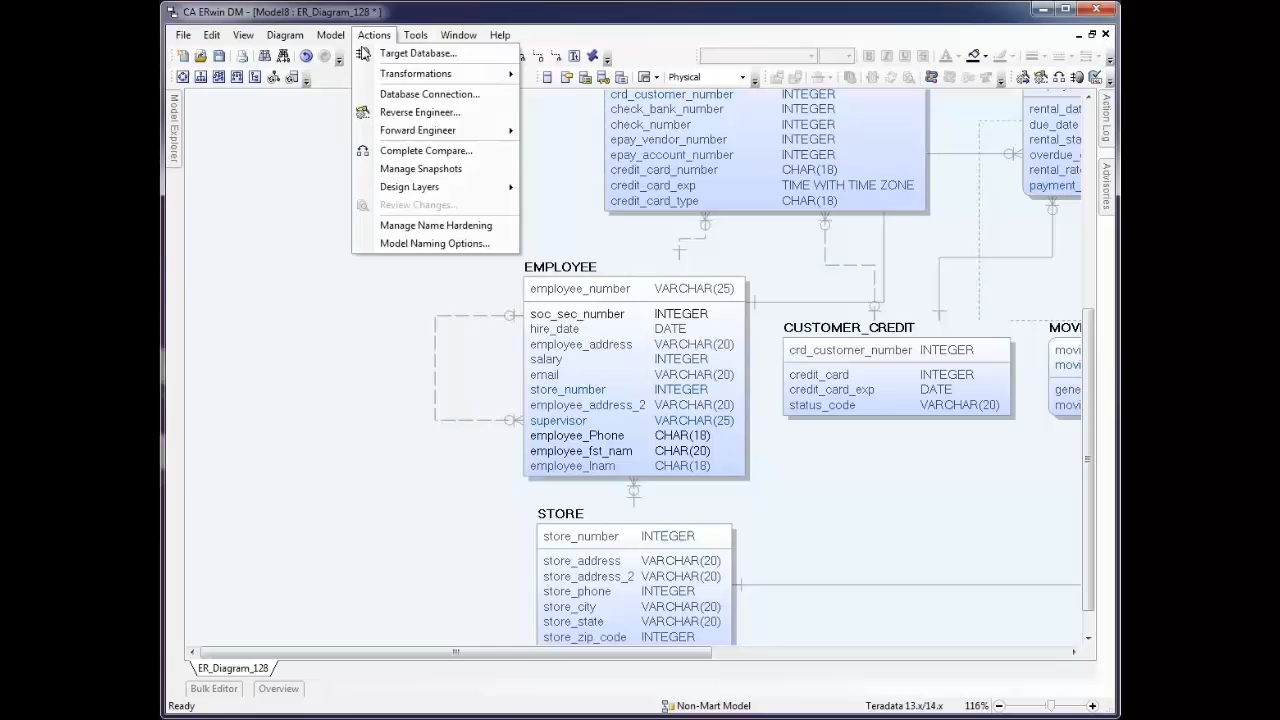 CA ERwin DM - [Model8 : ER_Diagram_128 * ]
File Edit View Diagram Model Actions Tools Window Help
Target Database...
Transformations
Database Connection...
Reverse Engineer...
Forward Engineer
Complete Compare...
Manage Snapshots
Design Layers
Review Changes...
Manage Name Hardening
Model Naming Options...
Physical
Model Explorer
Action Log
Advisories
crd_customer_number INTEGER
check_bank_number INTEGER
check_number INTEGER
epay_vendor_number INTEGER
epay_account_number INTEGER
credit_card_number CHAR(18)
credit_card_exp TIME WITH TIME ZONE
credit_card_type CHAR(18)
rental_dat
due_date
rental_sta
overdue_
rental_rat
payment_
EMPLOYEE
employee_number VARCHAR(25)
soc_sec_number INTEGER
hire_date DATE
employee_address VARCHAR(20)
salary INTEGER
email VARCHAR(20)
store_number INTEGER
employee_address_2 VARCHAR(20)
supervisor VARCHAR(25)
employee_Phone CHAR(18)
employee_fst_nam CHAR(20)
employee_lnam CHAR(18)
CUSTOMER_CREDIT
crd_customer_number INTEGER
credit_card INTEGER
credit_card_exp DATE
status_code VARCHAR(20)
MOVI
movi
movi
gene
movi
STORE
store_number INTEGER
store_address VARCHAR(20)
store_address_2 VARCHAR(20)
store_phone INTEGER
store_city VARCHAR(20)
store_state VARCHAR(20)
store_zip_code INTEGER
ER_Diagram_128
Bulk Editor Overview
Ready Non-Mart Model Teradata 13.x/14.x 116%